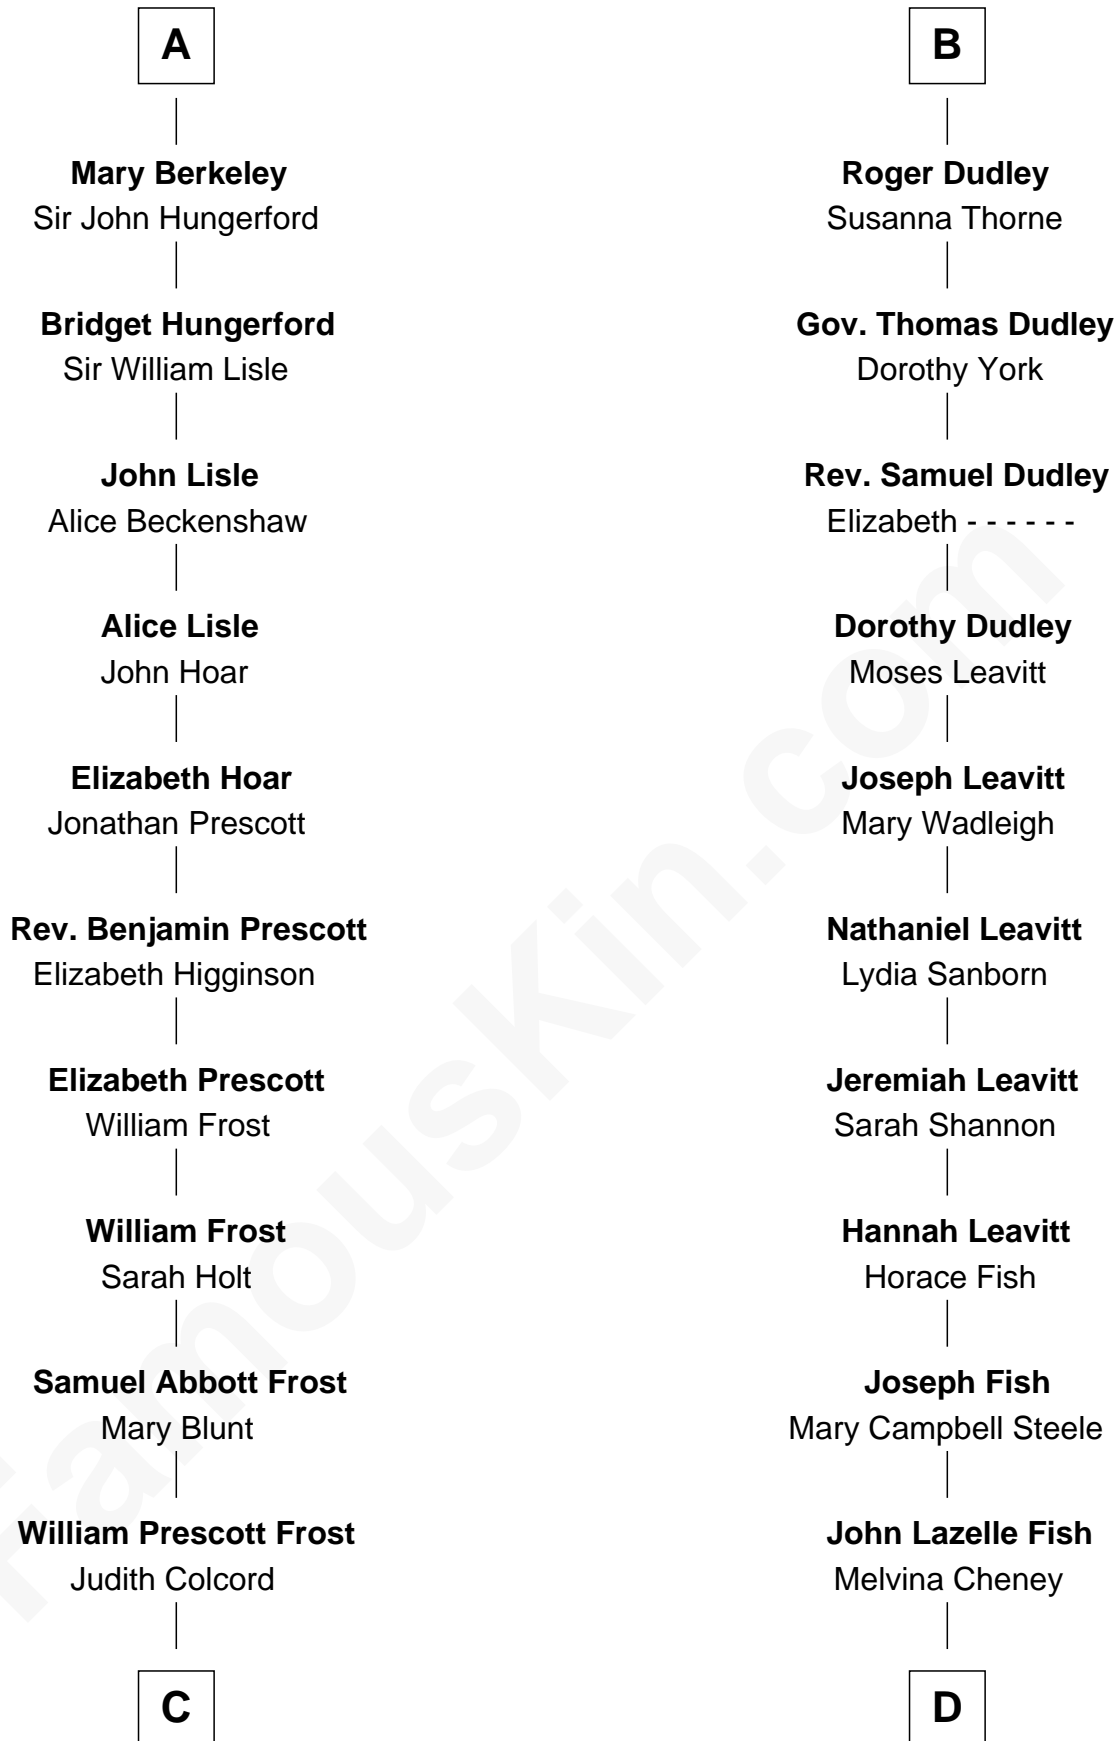 A
Mary Berkeley
Sir John Hungerford
Bridget Hungerford
Sir William Lisle
John Lisle
Alice Beckenshaw
Alice Lisle
John Hoar
Elizabeth Hoar
Jonathan Prescott
Rev. Benjamin Prescott
Elizabeth Higginson
Elizabeth Prescott
William Frost
William Frost
Sarah Holt
Samuel Abbott Frost
Mary Blunt
William Prescott Frost
Judith Colcord
C
B
Roger Dudley
Susanna Thorne
Gov. Thomas Dudley
Dorothy York
Rev. Samuel Dudley
Elizabeth - - - - - -
Dorothy Dudley
Moses Leavitt
Joseph Leavitt
Mary Wadleigh
Nathaniel Leavitt
Lydia Sanborn
Jeremiah Leavitt
Sarah Shannon
Hannah Leavitt
Horace Fish
Joseph Fish
Mary Campbell Steele
John Lazelle Fish
Melvina Cheney
D
FamousKin.com